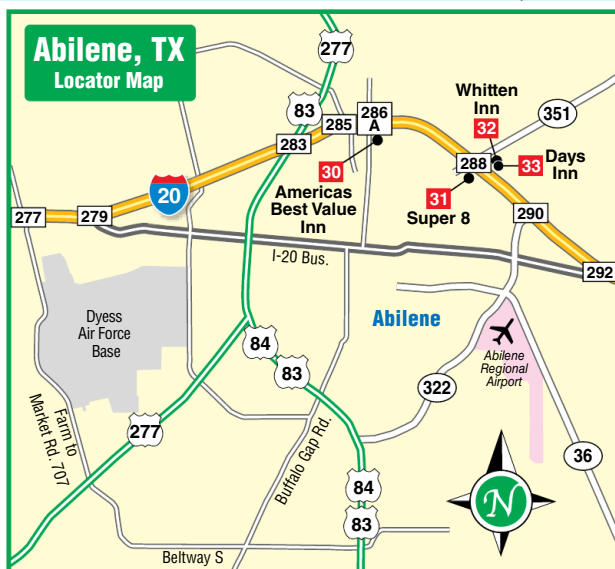 Abilene, TX
Locator Map
277
83
286
A
285
283
30
Americas
Best Value
Inn
Whitten
Inn
32
351
288
33
Days
Inn
31
Super 8
20
277
279
290
292
I-20 Bus.
Dyess
Air Force
Base
Abilene
Abilene
Regional
Airport
84
83
322
277
Farm to
Market Rd. 707
Buffalo Gap Rd.
36
84
83
N
Beltway S